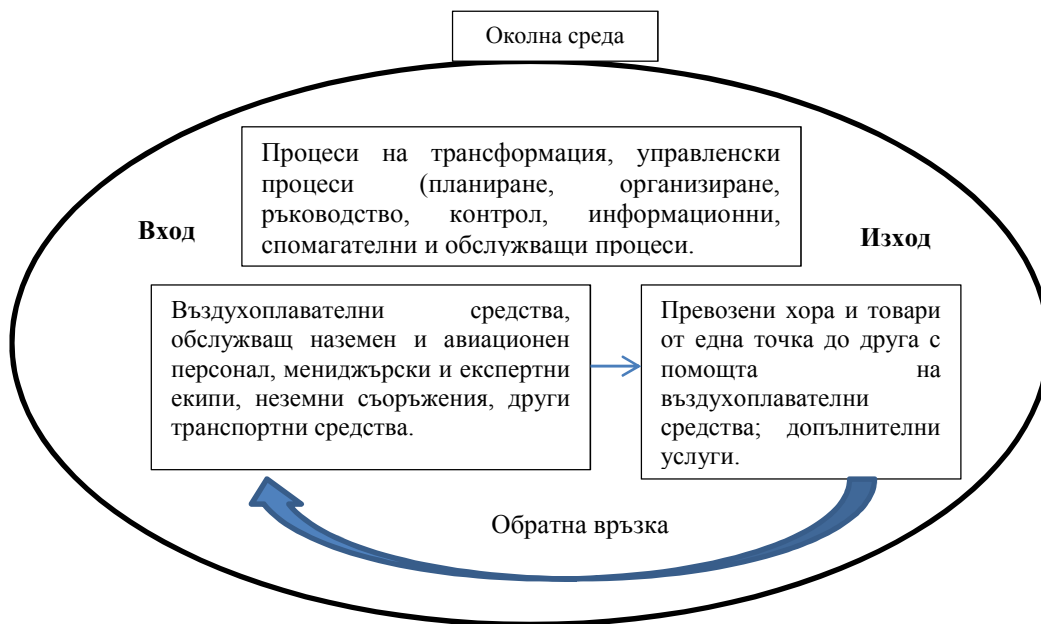 Околна среда
Процеси на трансформация, управленски
процеси (планиране, организиране,
ръководство, контрол, информационни,
спомагателни и обслужващи процеси.
Вход
Изход
Въздухоплавателни средства,
обслужващ наземен и авиационен
персонал, мениджърски и експертни
екипи, неземни съоръжения, други
транспортни средства.
Превозени хора и товари
от една точка до друга с
помощта на
въздухоплавателни
средства; допълнителни
услуги.
Обратна връзка